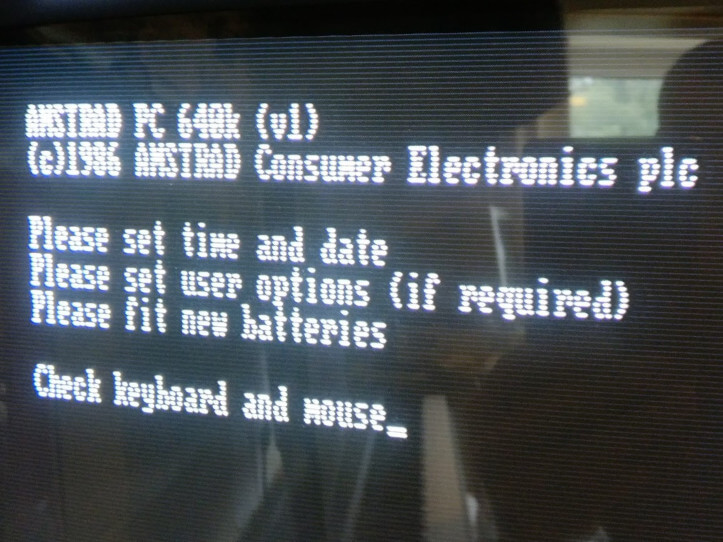 AMSTRAD PC 640k (v1)
(c)1986 AMSTRAD Consumer Electronics plc
Please set time and date
Please set user options (if required)
Please fit new batteries
Check keyboard and mouse_